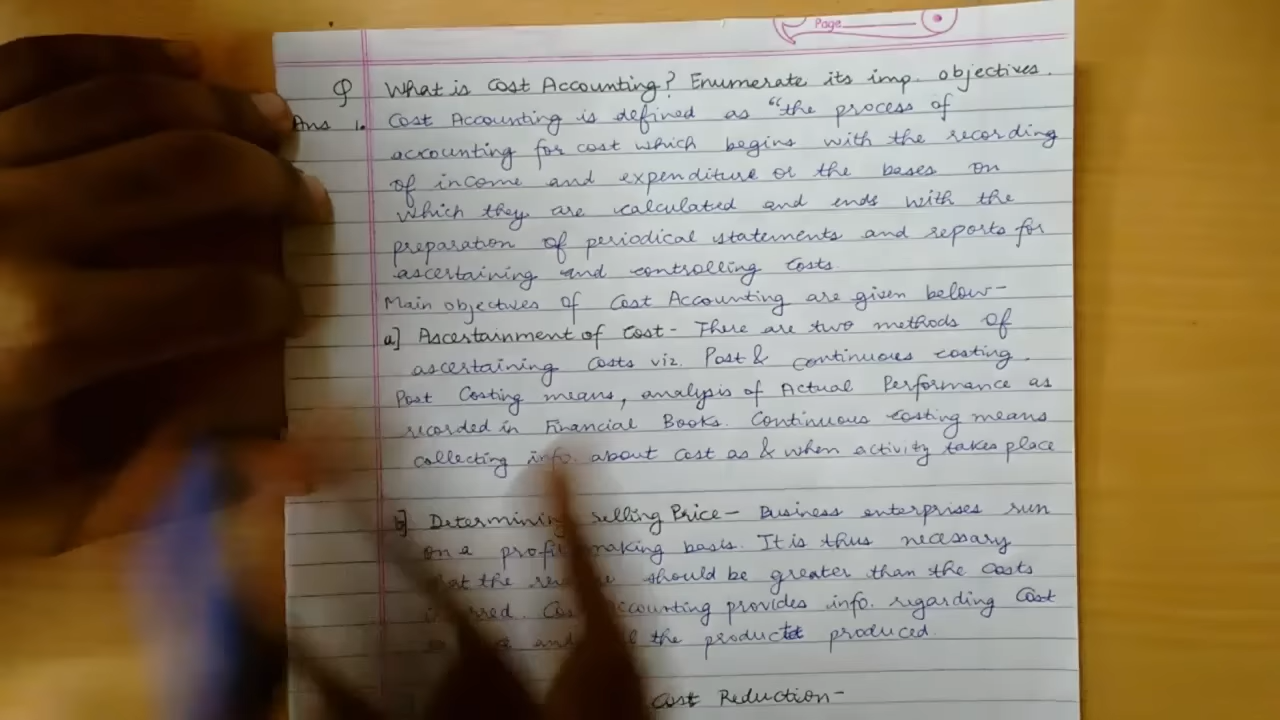 Page
Q What is Cost Accounting? Enumerate its imp. objectives.
Ans 1. Cost Accounting is defined as "the process of
accounting for cost which begins with the recording
of income and expenditure or the bases on
which they are calculated and ends with the
preparation of periodical statements and reports for
ascertaining and controlling costs
Main objectives of Cost Accounting are given below-
a] Ascertainment of Cost - There are two methods of
ascertaining Costs viz. Post & continuous costing.
Post Costing means, analysis of Actual Performance as
recorded in Financial Books. Continuous costing means
collecting info. about cost as & when activity takes place
b] Determining selling Price - Business enterprises run
on a profit making basis. It is thus necessary
the should be greater than the costs
accounting provides info. regarding Cost
and the product produced.
Cost Reduction-